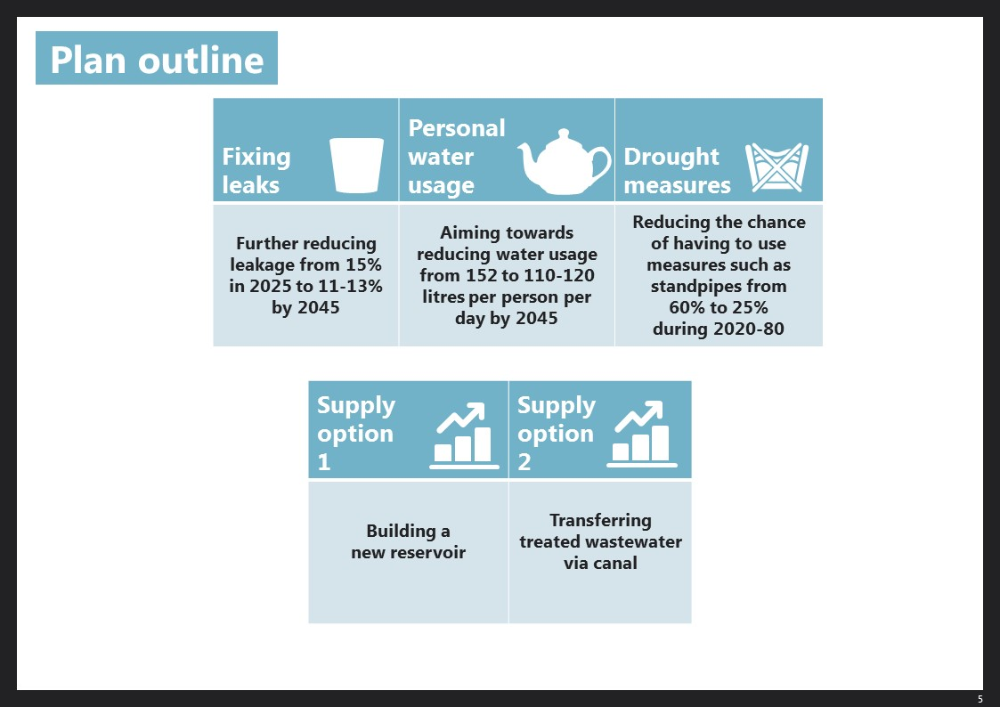 Plan outline
Fixing
leaks
Personal
water
usage
Drought
measures
Further reducing
leakage from 15%
in 2025 to 11-13%
by 2045
Aiming towards
reducing water usage
from 152 to 110-120
litres per person per
day by 2045
Reducing the chance
of having to use
measures such as
standpipes from
60% to 25%
during 2020-80
Supply
option
1
Supply
option
2
Building a
new reservoir
Transferring
treated wastewater
via canal
5